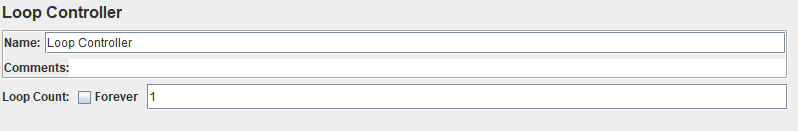 Loop Controller
Name: Loop Controller
Comments:
Loop Count: Forever 1